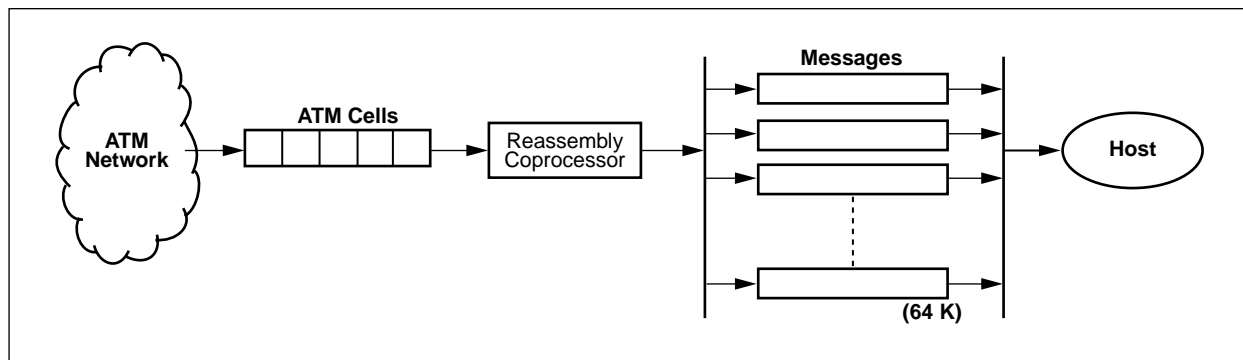 ATM
Network
ATM Cells
Reassembly
Coprocessor
Messages
(64 K)
Host